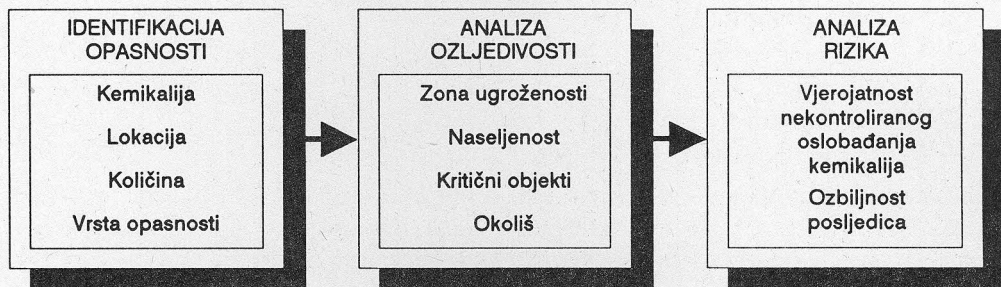 IDENTIFIKACIJA
OPASNOSTI
Kemikalija
Lokacija
Količina
Vrsta opasnosti
ANALIZA
OZLJEDIVOSTI
Zona ugroženosti
Naseljenost
Kritični objekti
Okoliš
ANALIZA
RIZIKA
Vjerojatnost
nekontroliranog
oslobađanja
kemikalija
Ozbiljnost
posljedica